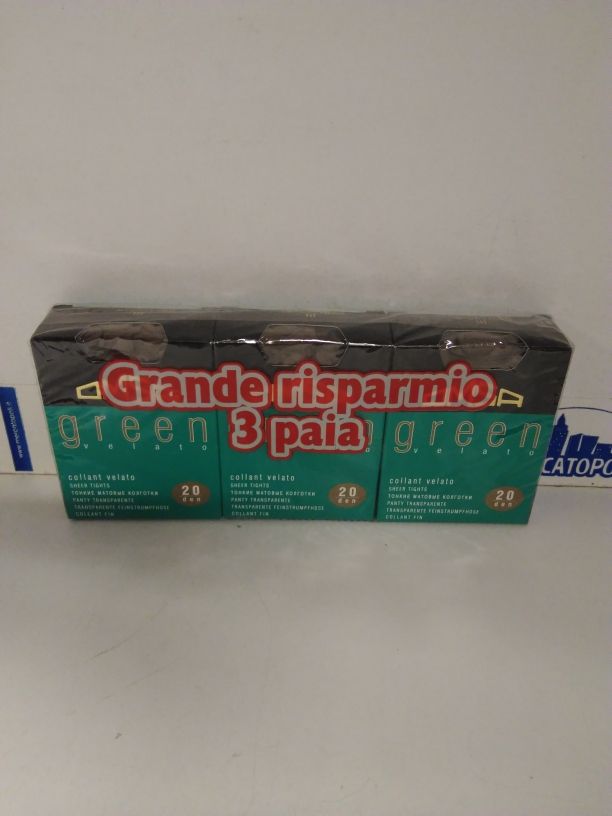 Grande risparmio
3 paia
green
velato
collant velato
SHEER TIGHTS
ТОНКИЕ МАТОВЫЕ КОЛГОТКИ
PANTY TRANSPARENTE
TRANSPARENTE FEINSTRUMPFHOSE
COLLANT FIN
20
den
collant velato
SHEER TIGHTS
ТОНКИЕ МАТОВЫЕ КОЛГОТКИ
PANTY TRANSPARENTE
TRANSPARENTE FEINSTRUMPFHOSE
COLLANT FIN
20
den
green
velato
collant velato
SHEER TIGHTS
ТОНКИЕ МАТОВЫЕ КОЛГОТКИ
PANTY TRANSPARENTE
TRANSPARENTE FEINSTRUMPFHOSE
COLLANT FIN
20
den
CATOPO